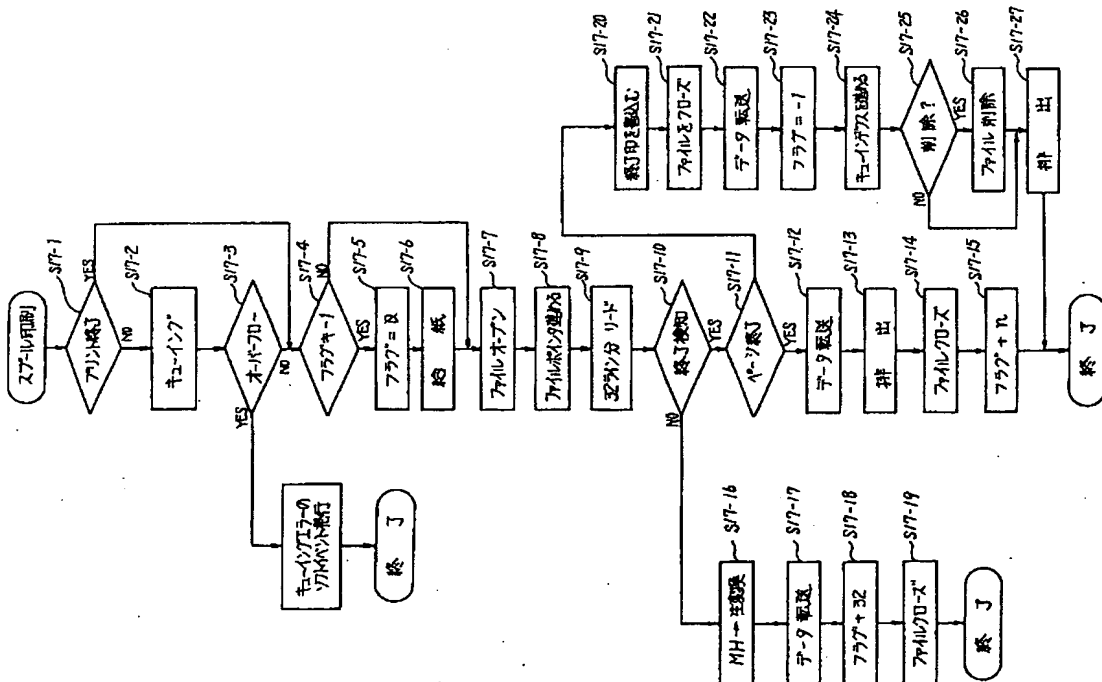 スプール印刷
プリント終了
S17-1
YES
NO
キューイング
S17-2
オーバーフロー
S17-3
YES
NO
キューイングエラーの
ソフトイベント発行
終 了
S17-4
NO
YES
S17-5
給 紙
S17-6
ファイルオープン
S17-7
ファイルポインタ進める
S17-8
32ライン分 リード
S17-9
終了検知
S17-10
NO
YES
ページ終了
S17-11
YES
データ転送
S17-12
排 出
S17-13
ファイルクローズ
S17-14
フラグ + n
S17-15
終 了
MH→生変換
S17-16
データ転送
S17-17
フラグ + 32
S17-18
ファイルクローズ
S17-19
終 了
終了印を書込む
S17-20
ファイルをクローズ
S17-21
データ転送
S17-22
フラグ = -1
S17-23
キューインデクスを進める
S17-24
削除?
S17-25
NO
YES
ファイル削除
S17-26
排 出
S17-27